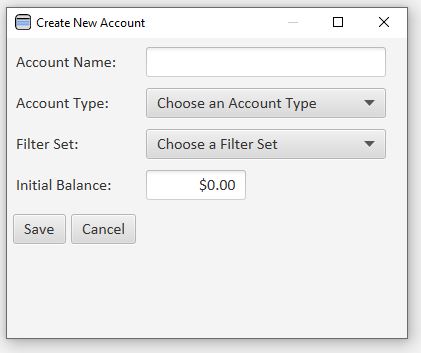 Create New Account
Account Name:
Account Type: Choose an Account Type
Filter Set: Choose a Filter Set
Initial Balance: $0.00
Save Cancel